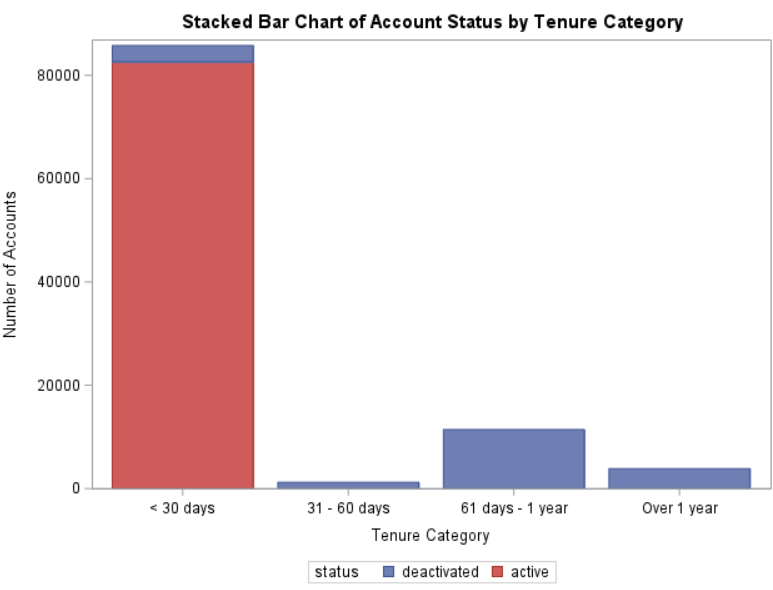 Stacked Bar Chart of Account Status by Tenure Category
Number of Accounts
80000
60000
40000
20000
0
< 30 days
31 - 60 days
61 days - 1 year
Over 1 year
Tenure Category
status deactivated active